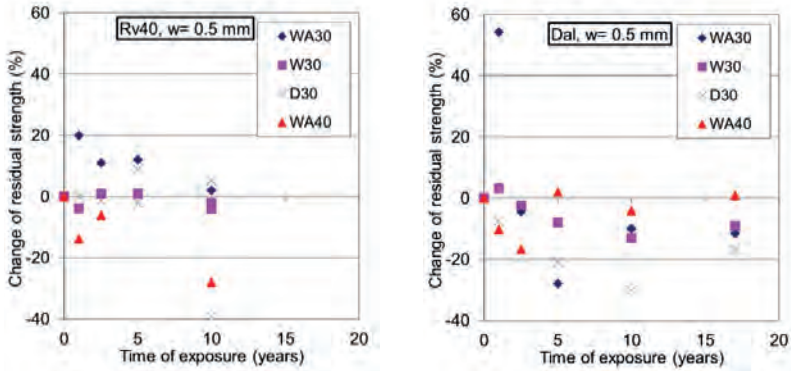 Rv40, w= 0.5 mm
WA30
W30
D30
WA40
Change of residual strength (%)
60
40
20
0
-20
-40
0
5
10
15
20
Time of exposure (years)
Dal, w= 0.5 mm
WA30
W30
D30
WA40
Change of residual strength (%)
60
40
20
0
-20
-40
0
5
10
15
20
Time of exposure (years)